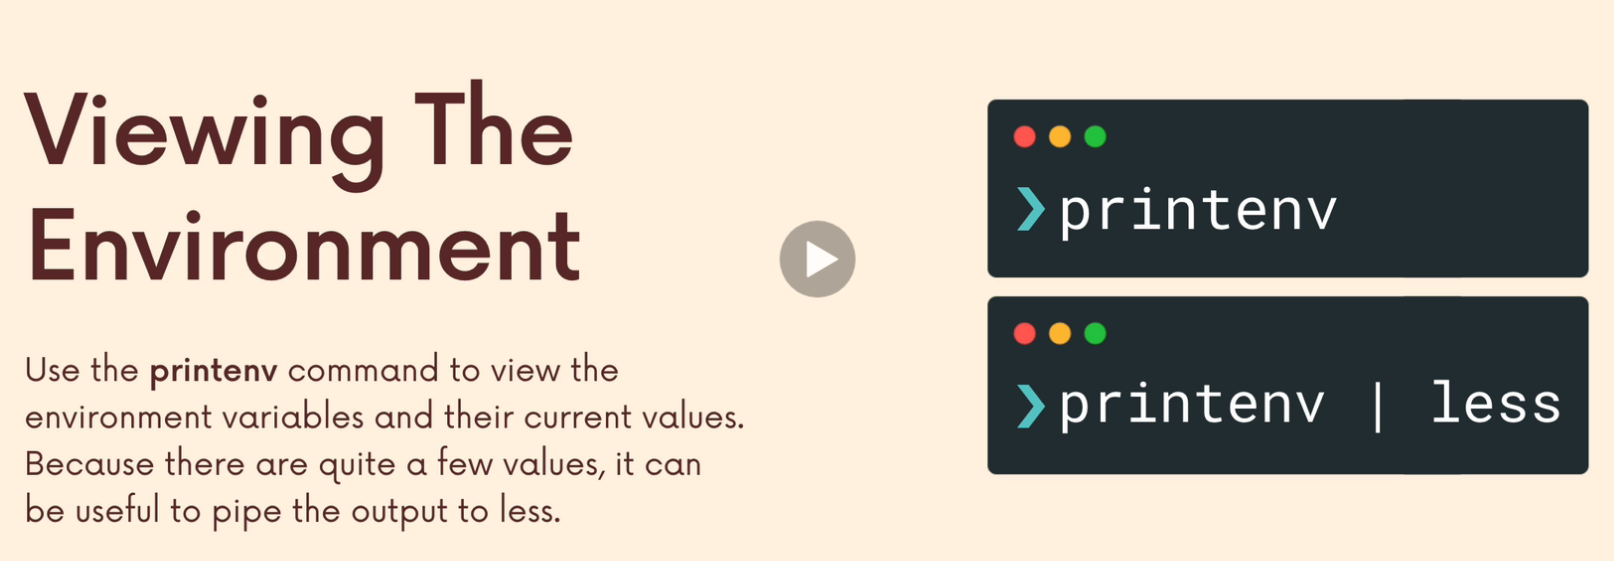 Viewing The
Environment
Use the printenv command to view the
environment variables and their current values.
Because there are quite a few values, it can
be useful to pipe the output to less.
❯printenv
❯printenv | less